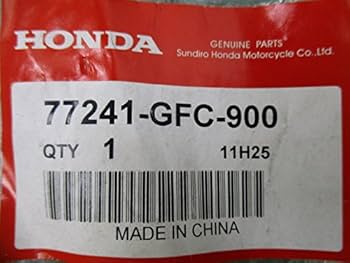 HONDA
GENUINE PARTS
Sundiro Honda Motorcycle Co.,Ltd.
77241-GFC-900
QTY 1 11H25
MADE IN CHINA